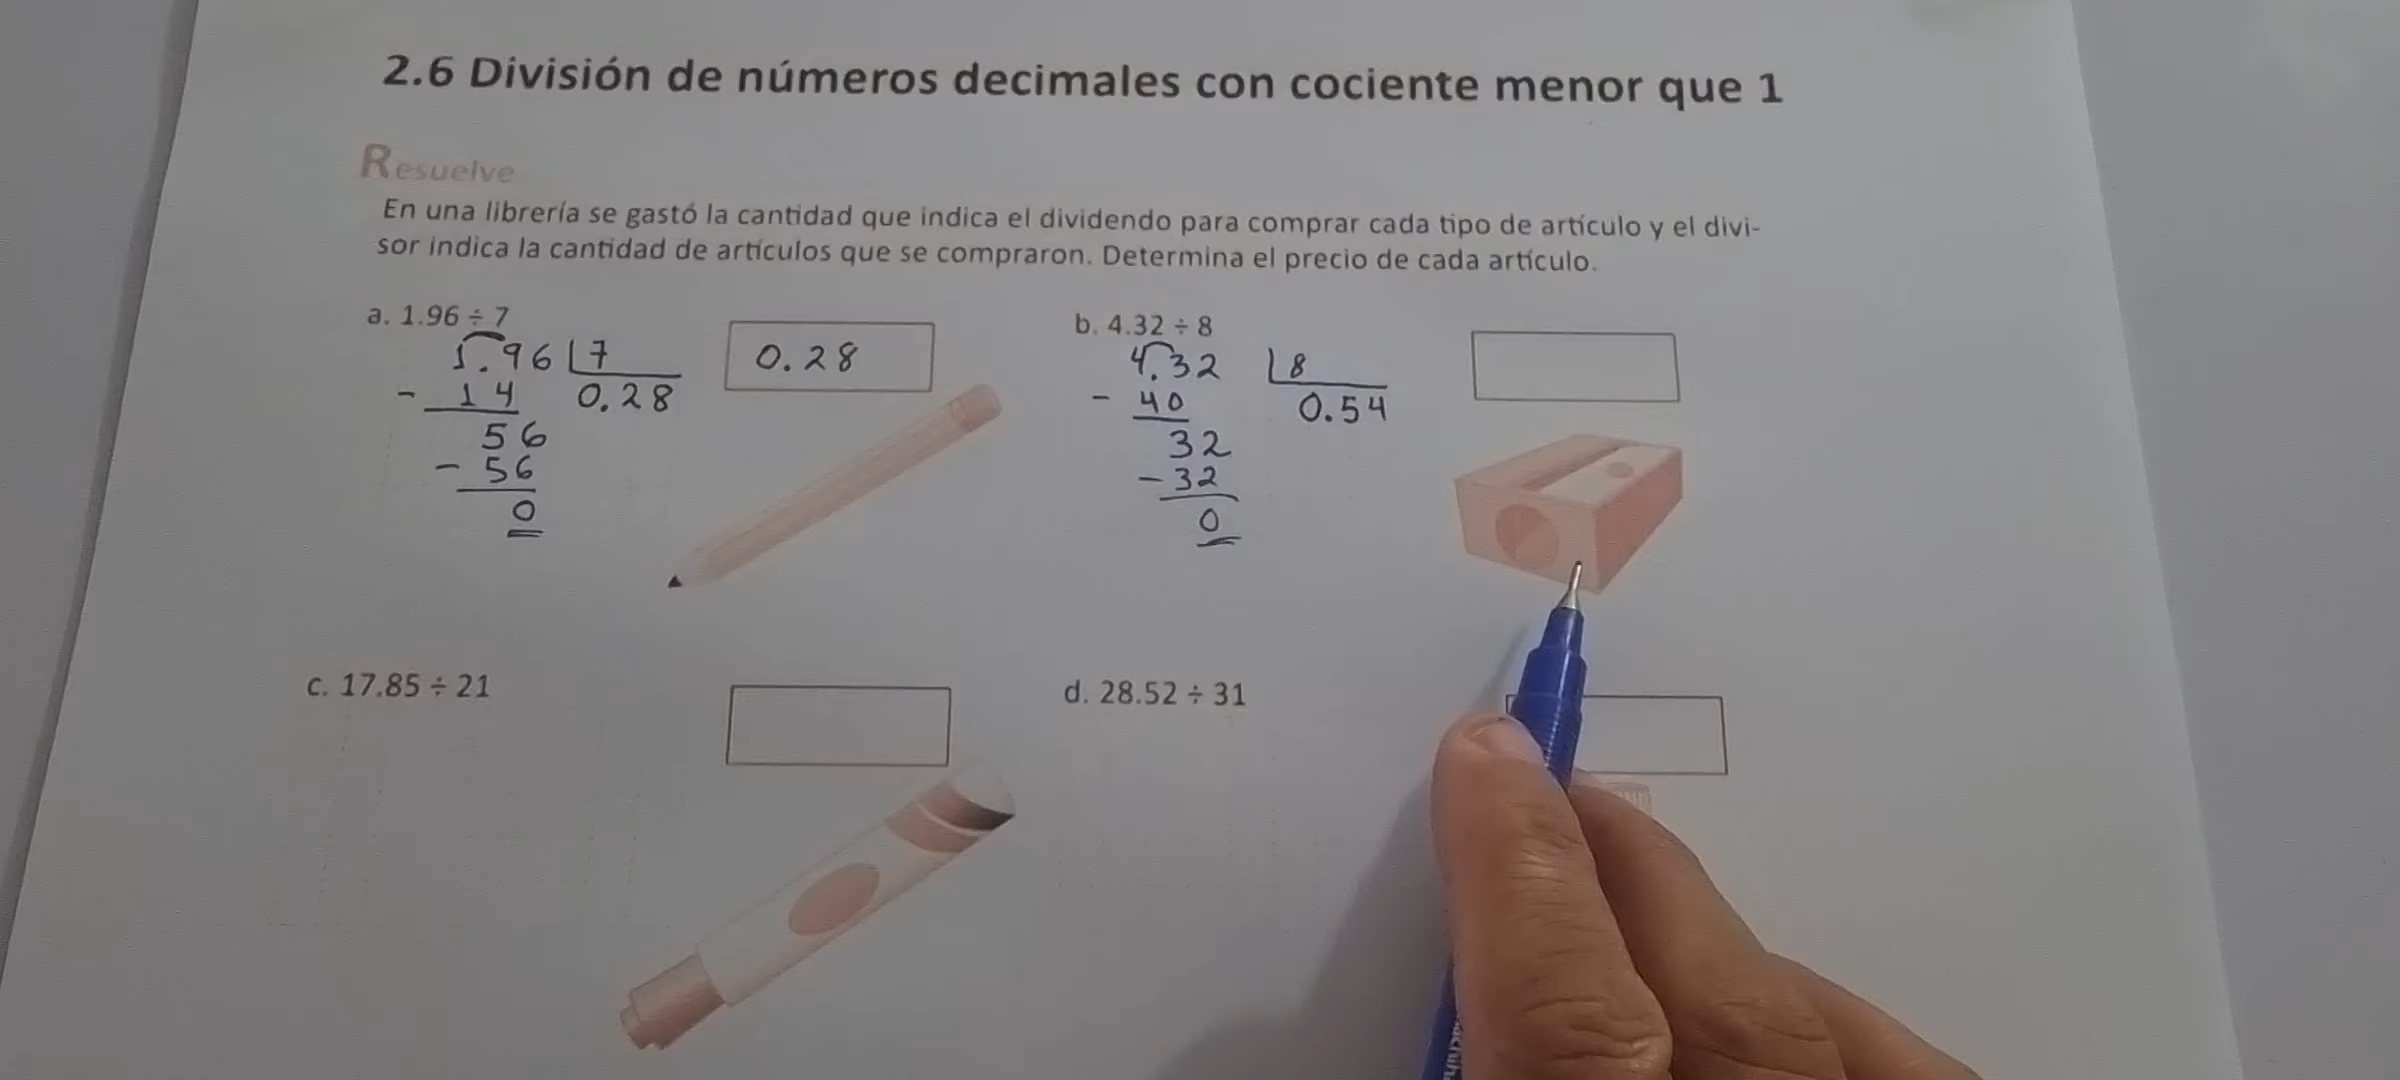 2.6 División de números decimales con cociente menor que 1
Resuelve
En una librería se gastó la cantidad que indica el dividendo para comprar cada tipo de artículo y el divi-
sor indica la cantidad de artículos que se compraron. Determina el precio de cada artículo.
a. 1.96 ÷ 7
1.96 7
- 14 0.28
56
- 56
0
0.28
b. 4.32 ÷ 8
4.32 8
- 40 0.54
32
- 32
0
c. 17.85 ÷ 21
d. 28.52 ÷ 31